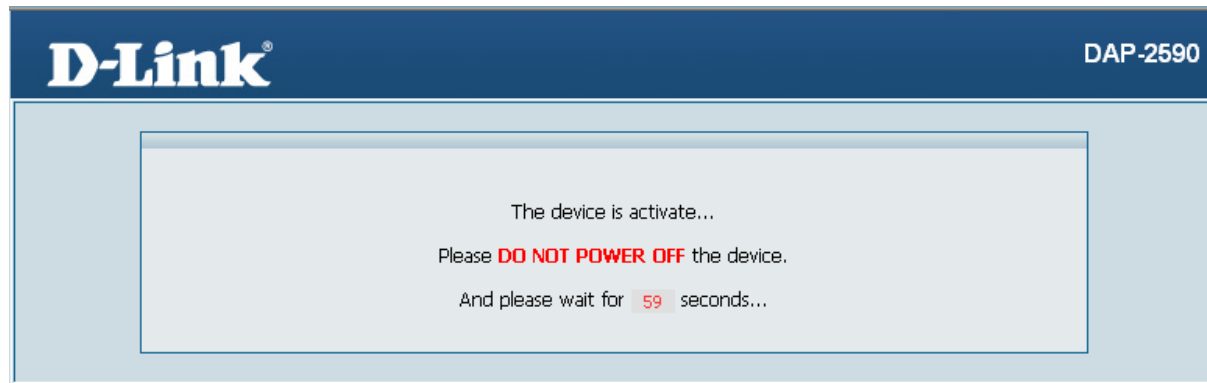 D-Link®
DAP-2590
The device is activate...
Please DO NOT POWER OFF the device.
And please wait for 59 seconds...